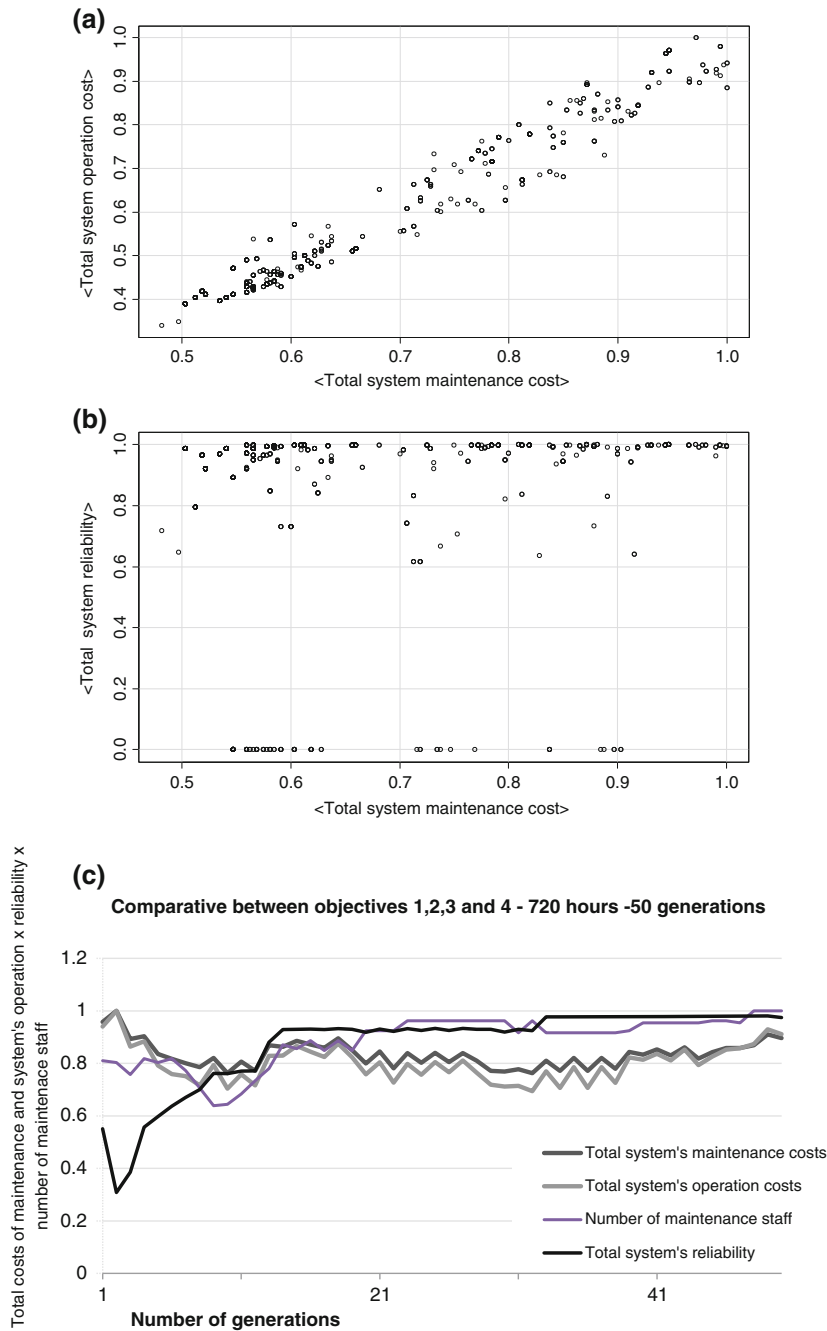 (a)
<Total system operation cost>
1.0
0.9
0.8
0.7
0.6
0.5
0.4
0.5 0.6 0.7 0.8 0.9 1.0
<Total system maintenance cost>
(b)
<Total system reliability>
1.0
0.8
0.6
0.4
0.2
0.0
0.5 0.6 0.7 0.8 0.9 1.0
<Total system maintenance cost>
(c)
Comparative between objectives 1,2,3 and 4 - 720 hours -50 generations
Total costs of maintenance and system's operation x reliability x
number of maintenace staff
1.2
1
0.8
0.6
0.4
0.2
0
Total system's maintenance costs
Total system's operation costs
Number of maintenance staff
Total system's reliability
1 21 41
Number of generations